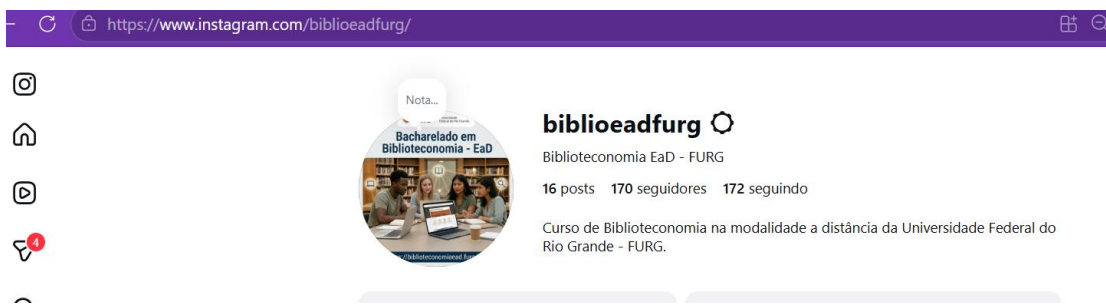 https://www.instagram.com/biblioeadfurg/
Nota...
Bacharelado em
Biblioteconomia - EaD
biblioeadfurg
Biblioteconomia EaD - FURG
16 posts 170 seguidores 172 seguindo
Curso de Biblioteconomia na modalidade a distância da Universidade Federal do
Rio Grande - FURG.
4